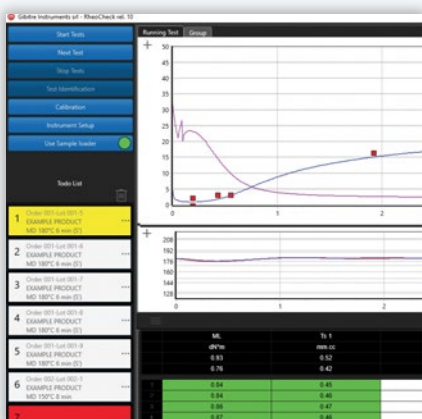 Gibitre Instruments srl - RheoCheck rel. 10
Start Tests
Next Test
Stop Tests
Test Identification
Calibration
Instrument Setup
Use Sample loader
Todo List
1
Order 001-Lot 001-5
EXAMPLE PRODUCT
MD 180°C 6 min (S')
2
Order 001-Lot 001-6
EXAMPLE PRODUCT
MD 180°C 6 min (S')
3
Order 001-Lot 001-7
EXAMPLE PRODUCT
MD 180°C 6 min (S')
4
Order 001-Lot 001-8
EXAMPLE PRODUCT
MD 180°C 6 min (S')
5
Order 001-Lot 001-9
EXAMPLE PRODUCT
MD 180°C 6 min (S')
6
Order 002-Lot 002-1
EXAMPLE PRODUCT
MD 150°C 8 min
7
Running Test Group
50
45
40
35
30
25
20
15
10
5
0
0 1 2
208
192
176
160
144
128
0 1 2
ML Ts 1
dN*m mm.cc
0.93 0.52
0.76 0.42
0.84 0.45
0.84 0.46
0.86 0.47
0.87 0.46